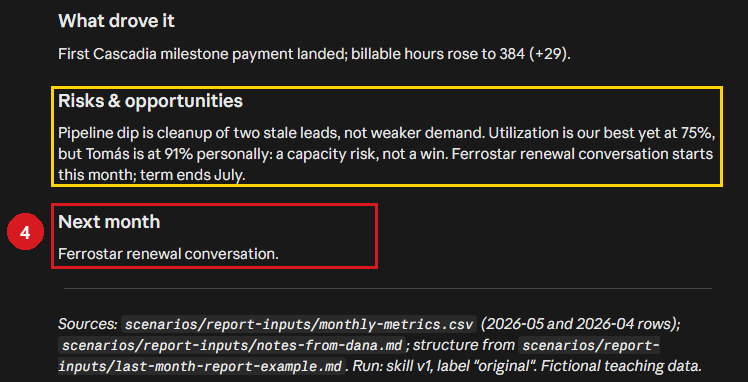 What drove it
First Cascadia milestone payment landed; billable hours rose to 384 (+29).
Risks & opportunities
Pipeline dip is cleanup of two stale leads, not weaker demand. Utilization is our best yet at 75%,
but Tomás is at 91% personally: a capacity risk, not a win. Ferrostar renewal conversation starts
this month; term ends July.
4
Next month
Ferrostar renewal conversation.
Sources: scenarios/report-inputs/monthly-metrics.csv (2026-05 and 2026-04 rows);
scenarios/report-inputs/notes-from-dana.md; structure from scenarios/report-
inputs/last-month-report-example.md. Run: skill v1, label "original". Fictional teaching data.